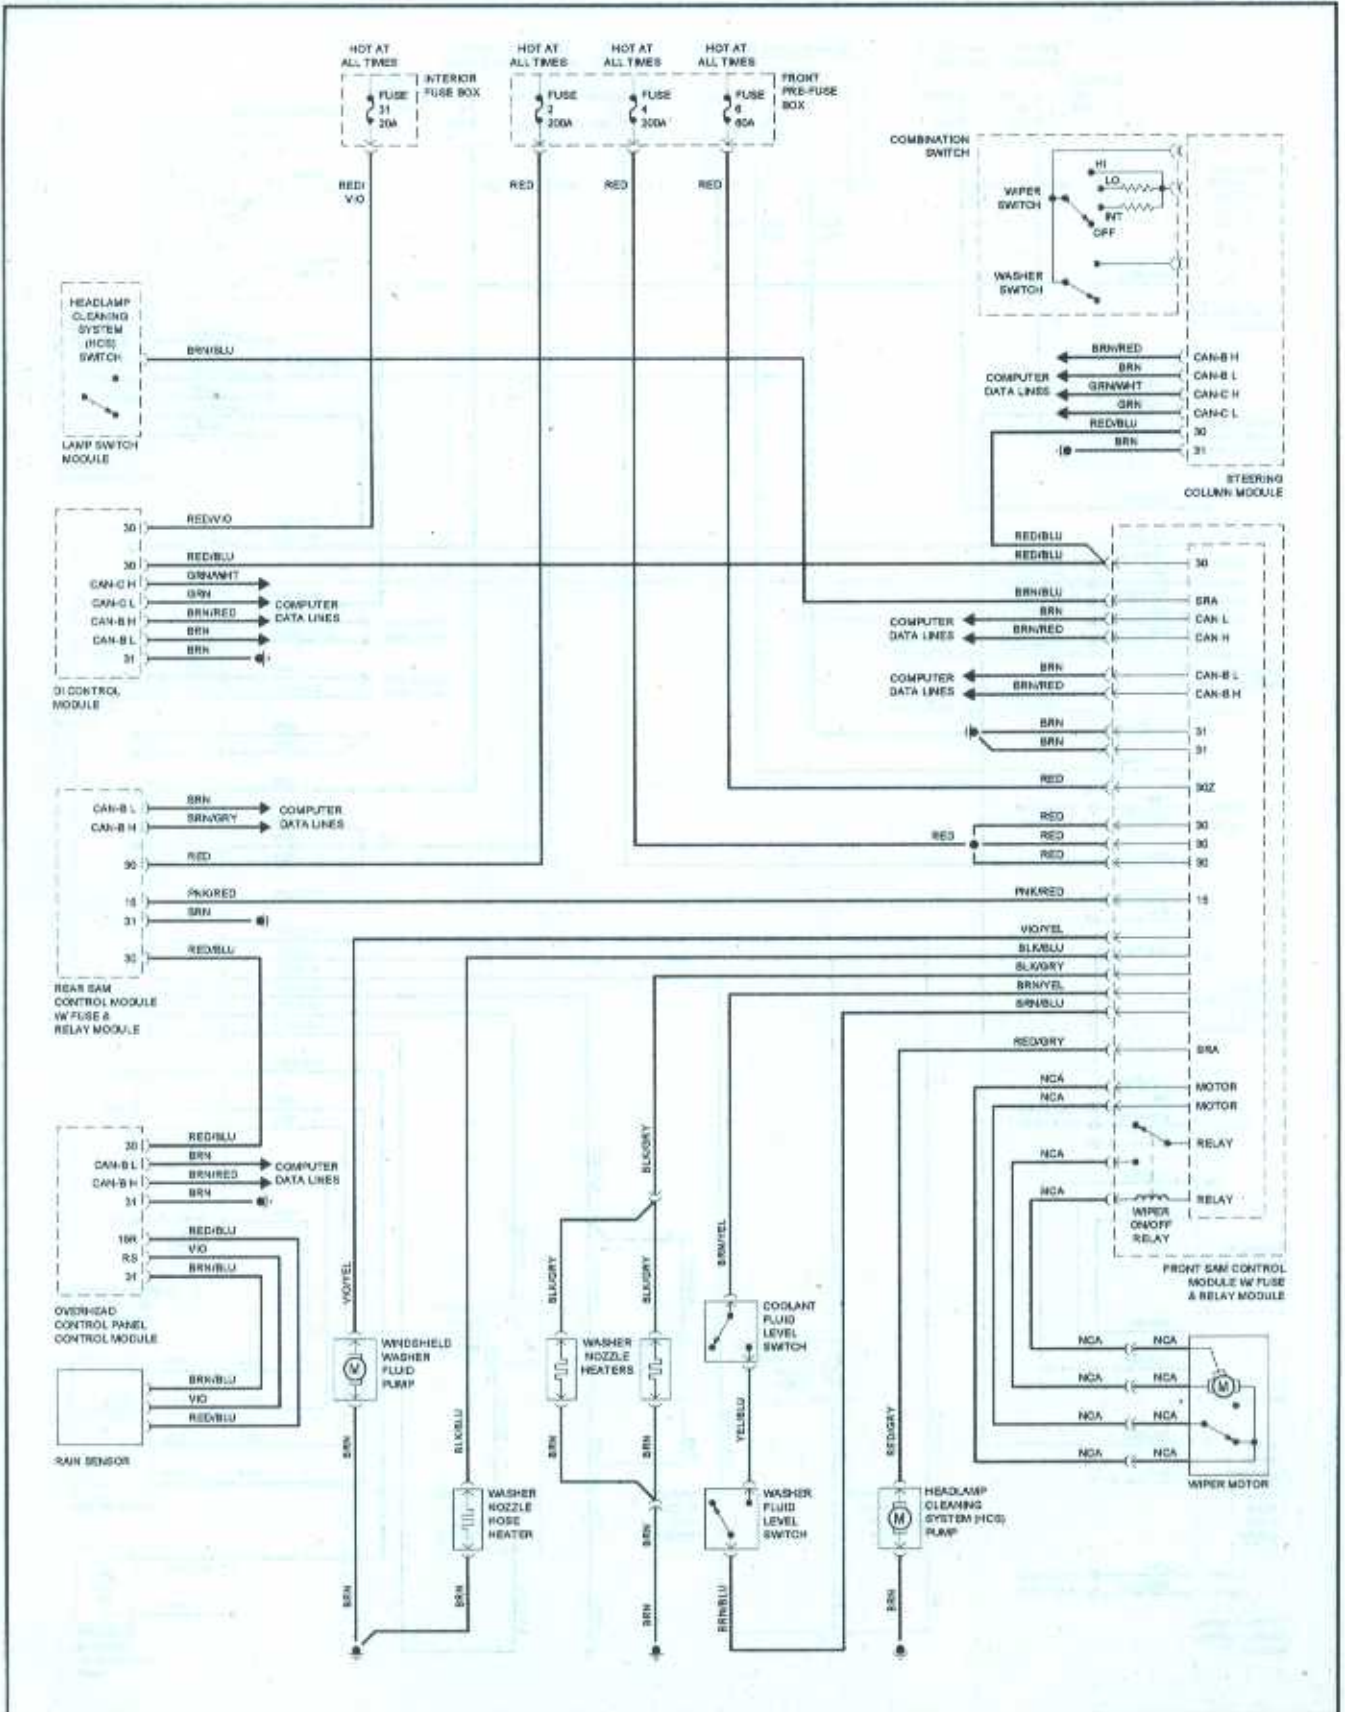 HOT AT
ALL TIMES
HOT AT
ALL TIMES
HOT AT
ALL TIMES
HOT AT
ALL TIMES
FUSE
31
20A
INTERIOR
FUSE BOX
FUSE
2
200A
FUSE
4
200A
FUSE
6
60A
FRONT
PRE-FUSE
BOX
RED/
VIO
RED
RED
RED
COMBINATION
SWITCH
HI
LO
INT
OFF
WIPER
SWITCH
WASHER
SWITCH
HEADLAMP
CLEANING
SYSTEM
(HCS)
SWITCH
BRN/BLU
LAMP SWITCH
MODULE
COMPUTER
DATA LINES
BRN/RED
CAN-B H
BRN
CAN-B L
GRN/WHT
CAN-C H
GRN
CAN-C L
RED/BLU
30
BRN
31
STEERING
COLUMN MODULE
30
RED/VIO
30
RED/BLU
CAN-C H
GRN/WHT
CAN-C L
GRN
CAN-B H
BRN/RED
CAN-B L
BRN
31
BRN
COMPUTER
DATA LINES
DI CONTROL
MODULE
RED/BLU
RED/BLU
30
BRN/BLU
SRA
BRN
CAN L
BRN/RED
CAN H
COMPUTER
DATA LINES
BRN
CAN-B L
BRN/RED
CAN-B H
COMPUTER
DATA LINES
BRN
31
BRN
31
RED
30Z
RED
RED
30
RED
30
RED
30
PNK/RED
15
VIO/YEL
BLK/BLU
BLK/GRY
BRN/YEL
BRN/BLU
RED/GRY
SRA
NCA
MOTOR
NCA
MOTOR
RELAY
NCA
NCA
RELAY
WIPER
ON/OFF
RELAY
FRONT SAM CONTROL
MODULE W/ FUSE
& RELAY MODULE
CAN-B L
BRN
CAN-B H
BRN/GRY
COMPUTER
DATA LINES
30
RED
15
PNK/RED
31
BRN
30
RED/BLU
REAR SAM
CONTROL MODULE
W/ FUSE &
RELAY MODULE
30
RED/BLU
CAN-B L
BRN
CAN-B H
BRN/RED
31
BRN
COMPUTER
DATA LINES
15R
RED/BLU
RS
VIO
31
BRN/BLU
OVERHEAD
CONTROL PANEL
CONTROL MODULE
BRN/BLU
VIO
RED/BLU
RAIN SENSOR
VIO/YEL
WINDSHIELD
WASHER
FLUID
PUMP
BRN
BRN
BLK/BLU
WASHER
NOZZLE
HOSE
HEATER
BRN
BLK/GRY
BLK/GRY
BLK/GRY
WASHER
NOZZLE
HEATERS
BRN
BRN
BRN
BRN
BRN/YEL
COOLANT
FLUID
LEVEL
SWITCH
YEL/BLU
WASHER
FLUID
LEVEL
SWITCH
BRN/BLU
RED/GRY
HEADLAMP
CLEANING
SYSTEM (HCS)
PUMP
BRN
NCA
NCA
NCA
NCA
NCA
NCA
NCA
NCA
WIPER MOTOR